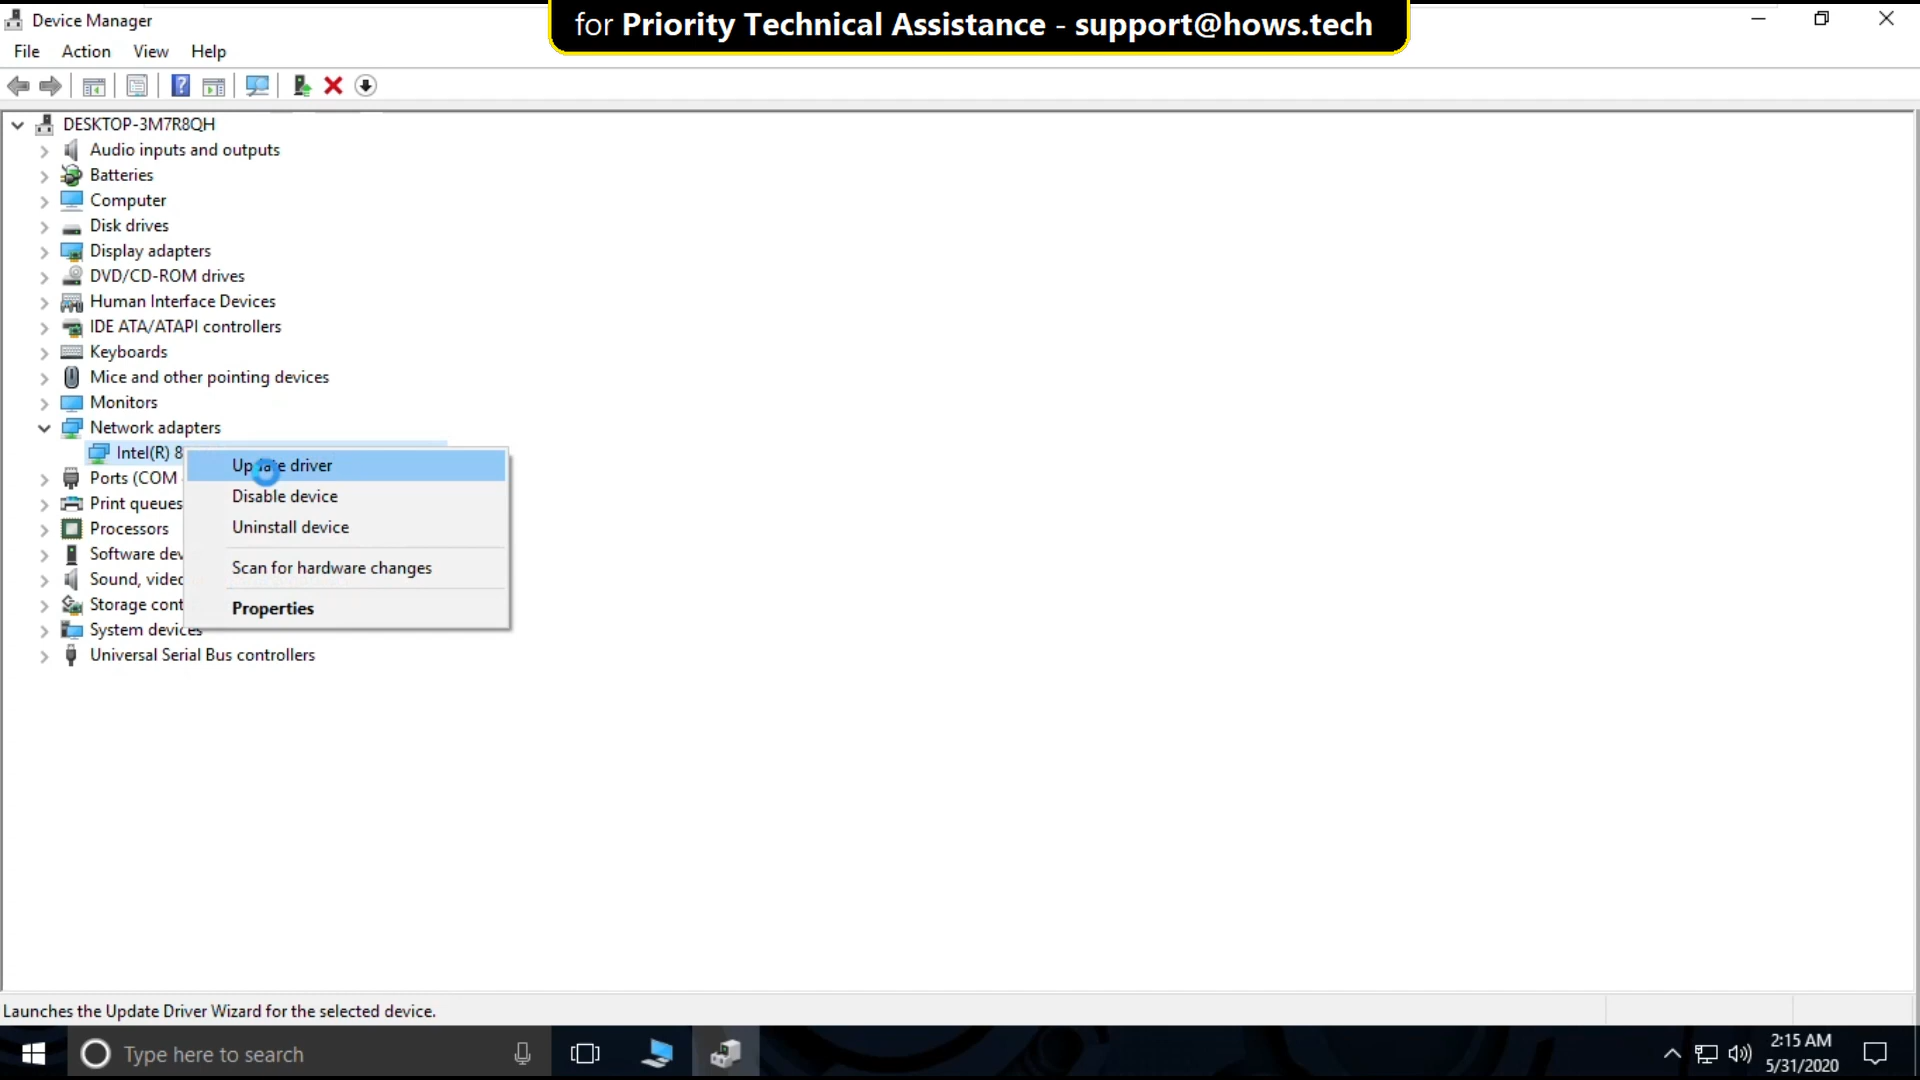 Device Manager
for Priority Technical Assistance - support@hows.tech
File Action View Help
DESKTOP-3M7R8QH
Audio inputs and outputs
Batteries
Computer
Disk drives
Display adapters
DVD/CD-ROM drives
Human Interface Devices
IDE ATA/ATAPI controllers
Keyboards
Mice and other pointing devices
Monitors
Network adapters
Intel(R) 8
Update driver
Ports (COM
Disable device
Print queues
Uninstall device
Processors
Software dev
Scan for hardware changes
Sound, video
Storage cont
Properties
System devices
Universal Serial Bus controllers
Launches the Update Driver Wizard for the selected device.
Type here to search
2:15 AM
5/31/2020